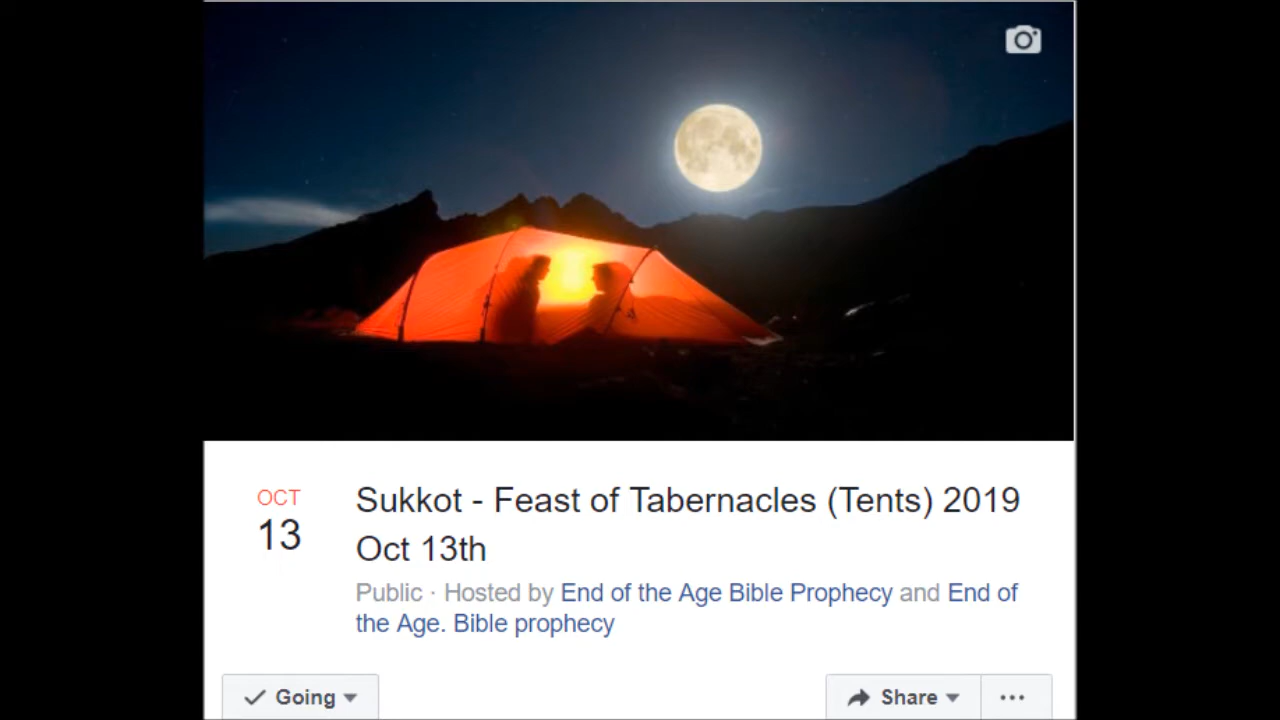 OCT
13
Sukkot - Feast of Tabernacles (Tents) 2019
Oct 13th
Public · Hosted by End of the Age Bible Prophecy and End of
the Age. Bible prophecy
Going
Share